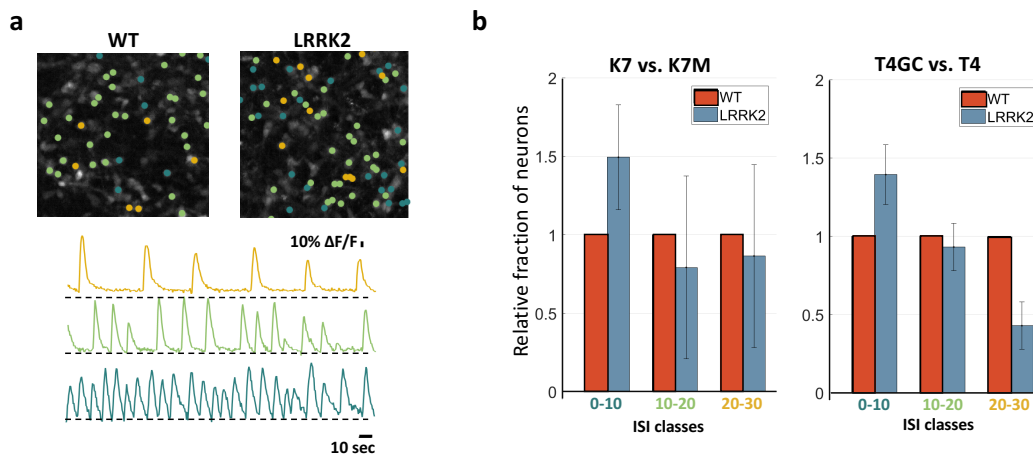 a
WT
LRRK2
10% ΔF/F
10 sec
b
K7 vs. K7M
Relative fraction of neurons
2
1.5
1
0.5
0
WT
LRRK2
0-10
10-20
20-30
ISI classes
T4GC vs. T4
2
1.5
1
0.5
0
WT
LRRK2
0-10
10-20
20-30
ISI classes